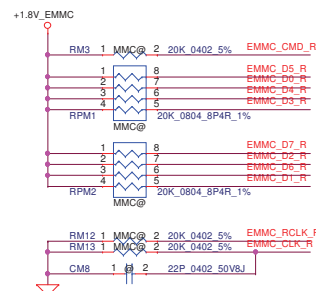 +1.8V_EMMC
RM3 1 MMC@ 2 20K_0402_5% EMMC_CMD_R
1 8 EMMC_D5_R
2 7 EMMC_D0_R
3 6 EMMC_D4_R
4 5 EMMC_D3_R
RPM1 20K_0804_8P4R_1%
MMC@
1 8 EMMC_D7_R
2 7 EMMC_D2_R
3 6 EMMC_D6_R
4 5 EMMC_D1_R
RPM2 20K_0804_8P4R_1%
MMC@
RM12 1 MMC@ 2 20K_0402_5% EMMC_RCLK_R
RM13 1 MMC@ 2 20K_0402_5% EMMC_CLK_R
CM8 1 @ 2 22P_0402_50V8J